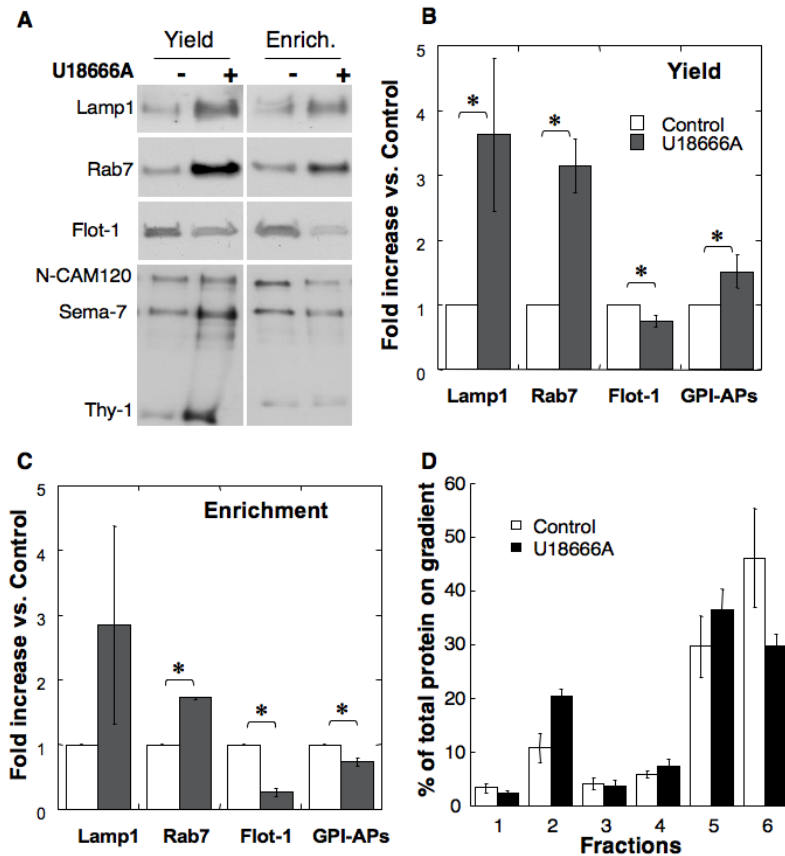 A
Yield Enrich.
U18666A - + - +
Lamp1
Rab7
Flot-1
N-CAM120
Sema-7
Thy-1
B
Fold increase vs. Control
5
4
3
2
1
0
Yield
Control
U18666A
* * * *
Lamp1 Rab7 Flot-1 GPI-APs
C
Fold increase vs. Control
5
4
3
2
1
0
Enrichment
* * *
Lamp1 Rab7 Flot-1 GPI-APs
D
% of total protein on gradient
60
50
40
30
20
10
0
Control
U18666A
1 2 3 4 5 6
Fractions